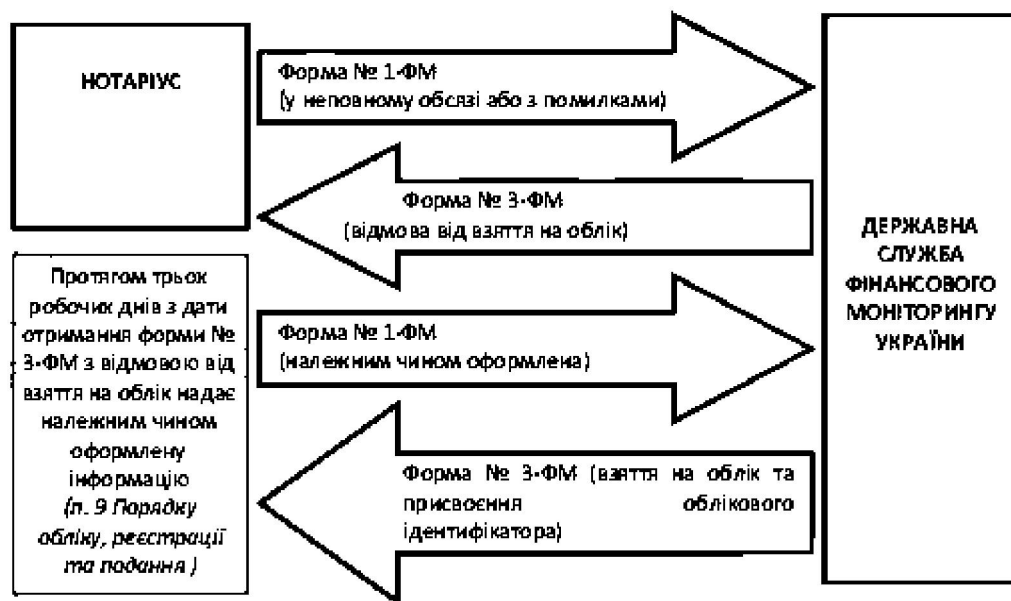 НОТАРІУС
Форма № 1-ФМ
(у неповному обсязі або з помилками)
Форма № 3-ФМ
(відмова від взяття на облік)
Протягом трьох
робочих днів з дати
отримання форми №
3-ФМ з відмовою від
взяття на облік надає
належним чином
оформлену
інформацію
(п. 9 Порядку
обліку, реєстрації
та подання )
Форма № 1-ФМ
(належним чином оформлена)
Форма № 3-ФМ (взяття на облік та
присвоєння облікового
ідентифікатора)
ДЕРЖАВНА
СЛУЖБА
ФІНАНСОВОГО
МОНІТОРИНГУ
УКРАЇНИ